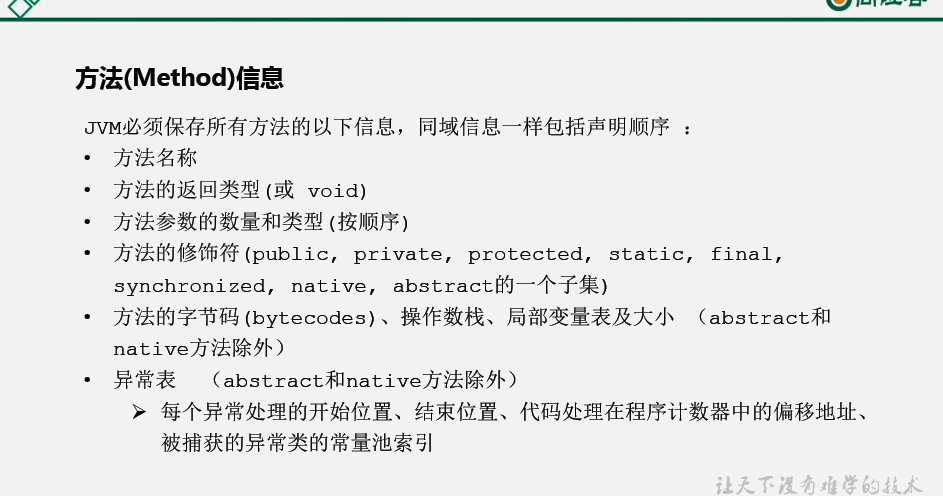 方法(Method)信息
JVM必须保存所有方法的以下信息，同域信息一样包括声明顺序 ：
• 方法名称
• 方法的返回类型(或 void)
• 方法参数的数量和类型(按顺序)
• 方法的修饰符(public, private, protected, static, final,
synchronized, native, abstract的一个子集)
• 方法的字节码(bytecodes)、操作数栈、局部变量表及大小 （abstract和
native方法除外）
• 异常表 （abstract和native方法除外）
➢ 每个异常处理的开始位置、结束位置、代码处理在程序计数器中的偏移地址、
被捕获的异常类的常量池索引
让天下没有难学的技术